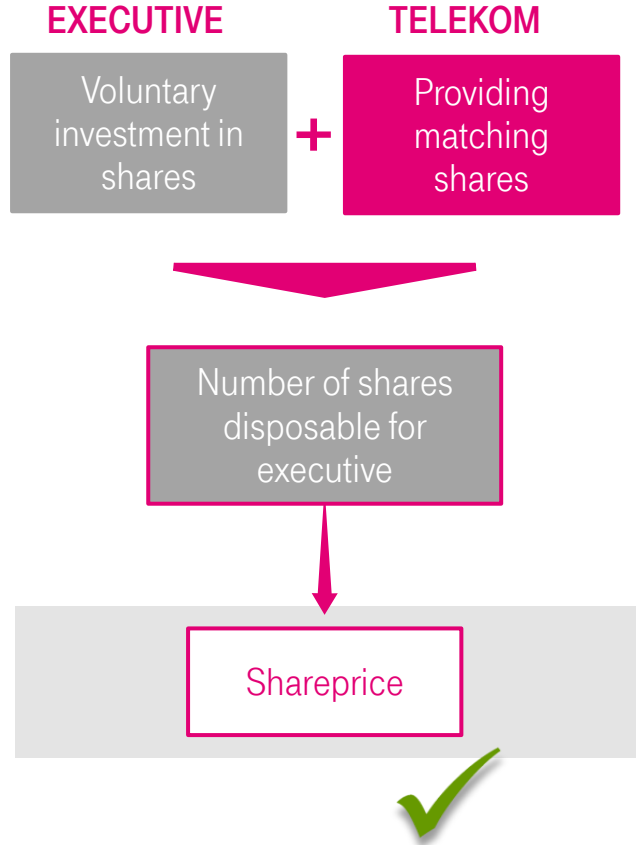 EXECUTIVE
TELEKOM
Voluntary
investment in
shares
+
Providing
matching
shares
Number of shares
disposable for
executive
Shareprice